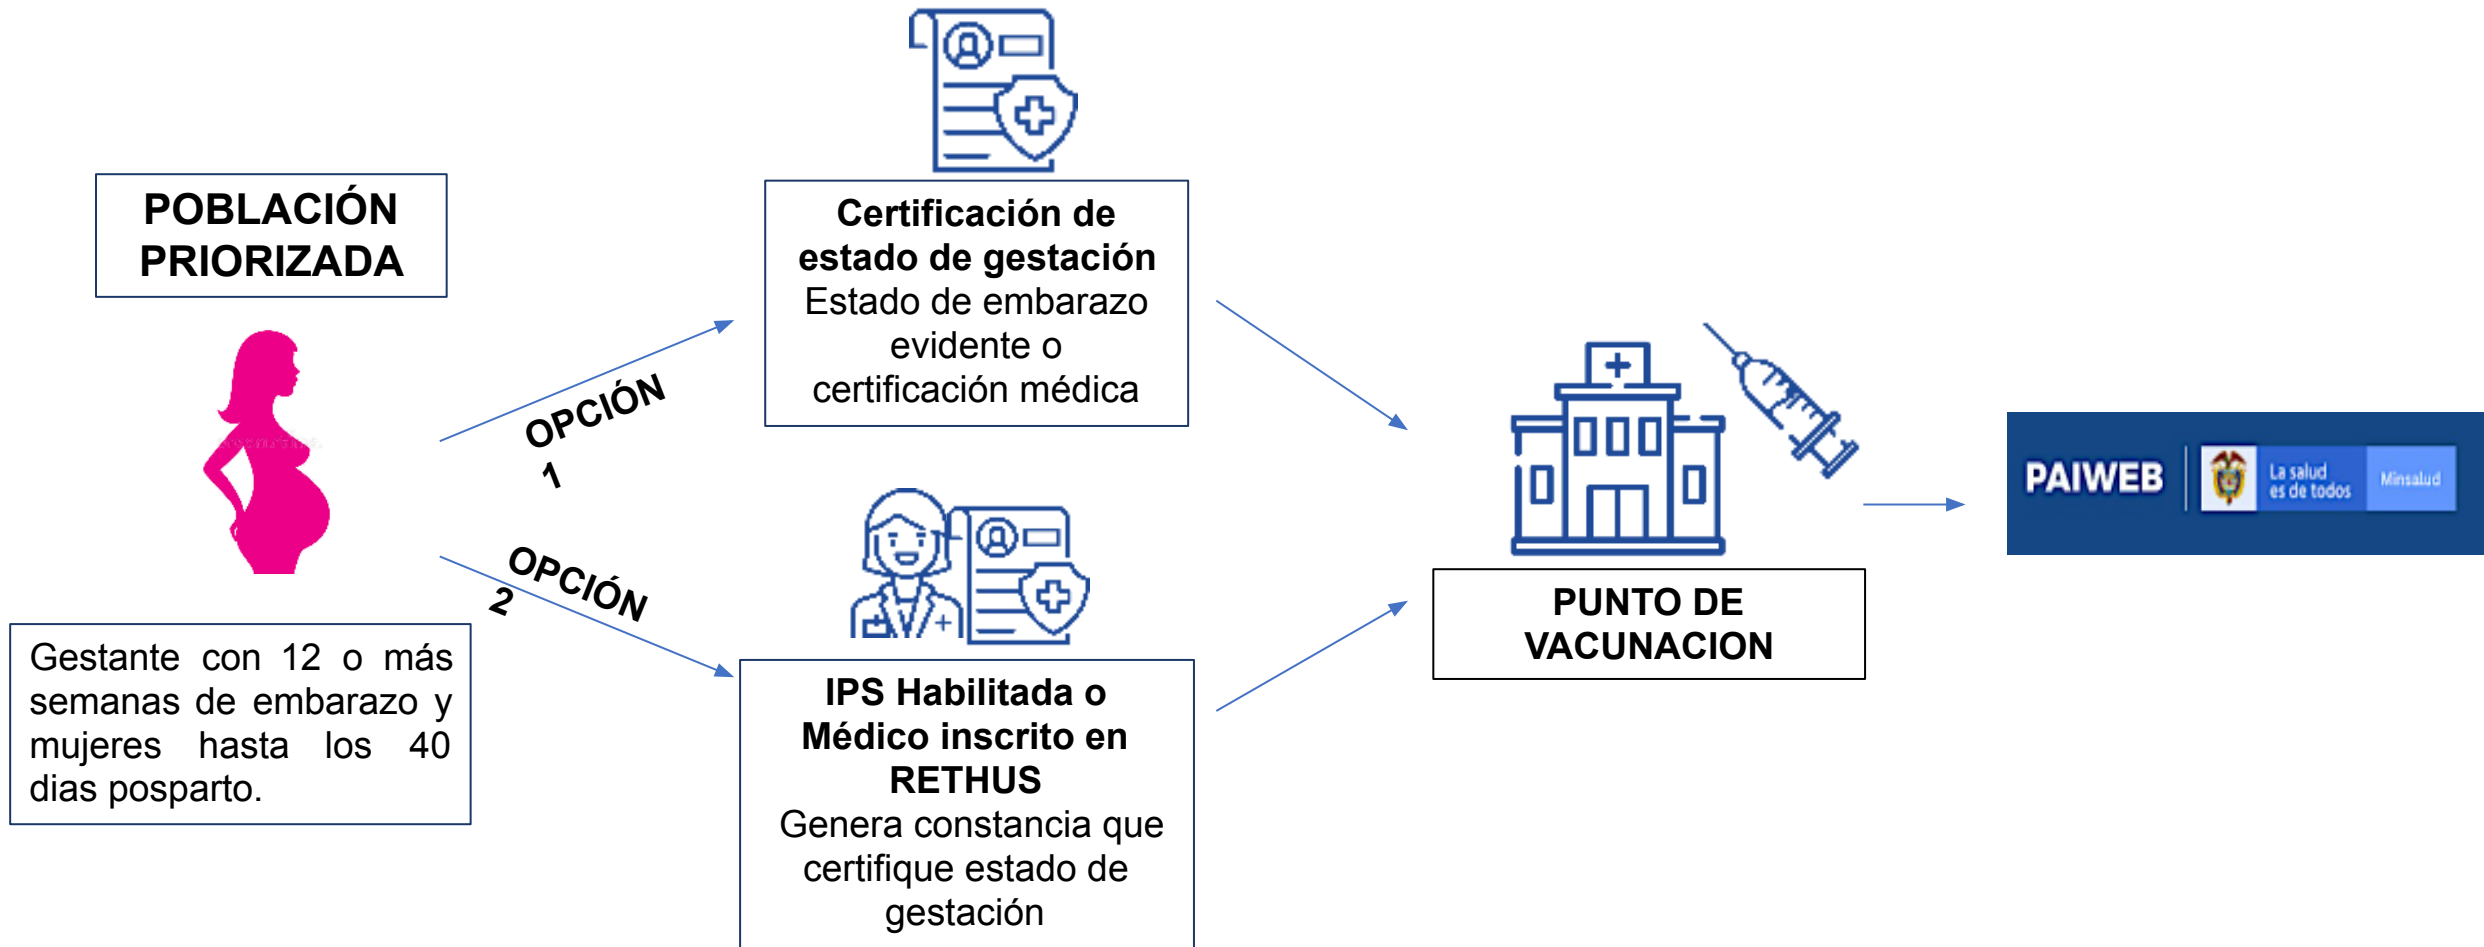 POBLACIÓN
PRIORIZADA
Gestante con 12 o más
semanas de embarazo y
mujeres hasta los 40
dias posparto.
OPCIÓN
1
OPCIÓN
2
Certificación de
estado de gestación
Estado de embarazo
evidente o
certificación médica
IPS Habilitada o
Médico inscrito en
RETHUS
Genera constancia que
certifique estado de
gestación
PUNTO DE
VACUNACION
PAIWEB
La salud
es de todos
Minsalud